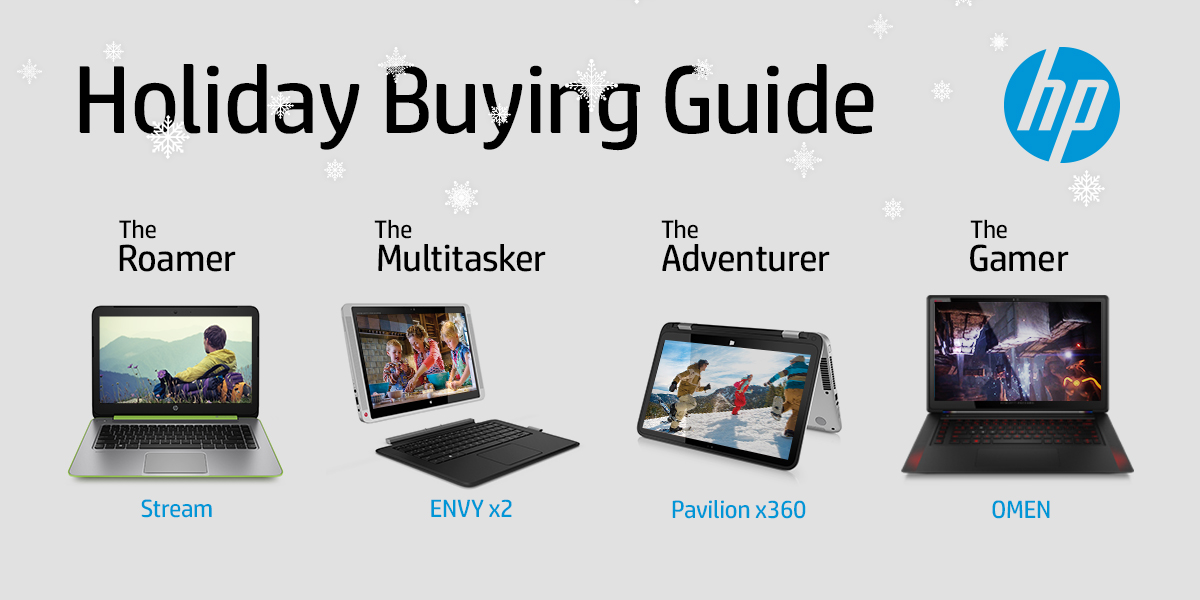 Holiday Buying Guide
hp
The
Roamer
The
Multitasker
The
Adventurer
The
Gamer
Stream
ENVY x2
Pavilion x360
OMEN